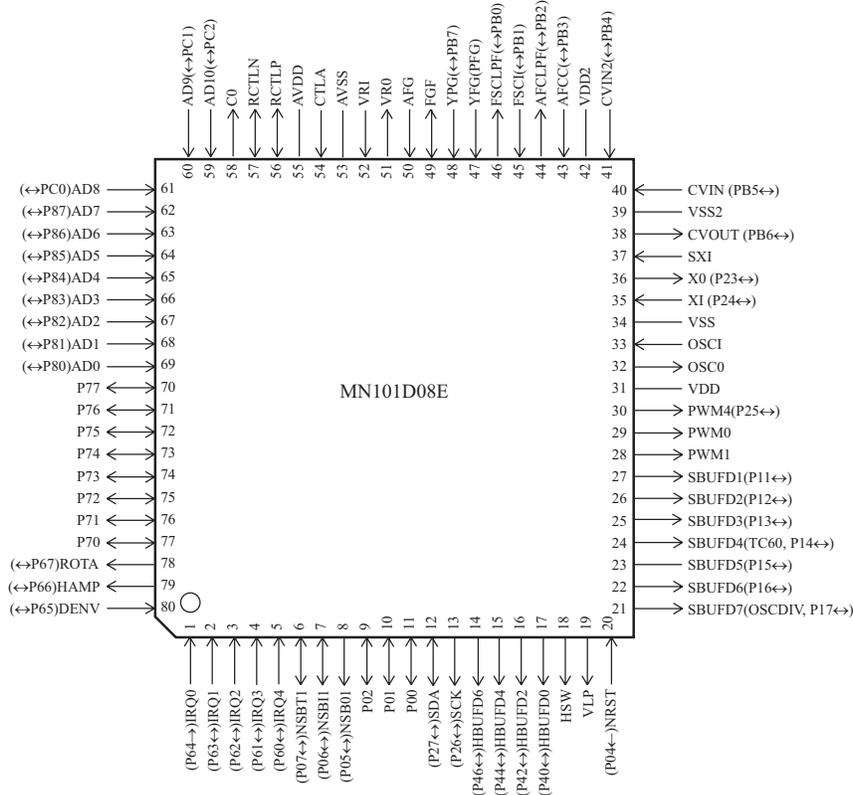 AD9(↔PC1)
AD10(↔PC2)
C0
RCTLN
RCTLP
AVDD
CTLA
AVSS
VRI
VR0
AFG
FGF
YPG(↔PB7)
YFG(PFG)
FSCLPF(↔PB0)
FSCI(↔PB1)
AFCLPF(↔PB2)
AFCC(↔PB3)
VDD2
CVIN2(↔PB4)
60
59
58
57
56
55
54
53
52
51
50
49
48
47
46
45
44
43
42
41
(↔PC0)AD8 61
(↔P87)AD7 62
(↔P86)AD6 63
(↔P85)AD5 64
(↔P84)AD4 65
(↔P83)AD3 66
(↔P82)AD2 67
(↔P81)AD1 68
(↔P80)AD0 69
P77 70
P76 71
P75 72
P74 73
P73 74
P72 75
P71 76
P70 77
(↔P67)ROTA 78
(↔P66)HAMP 79
(↔P65)DENV 80
MN101D08E
40 CVIN (PB5↔)
39 VSS2
38 CVOUT (PB6↔)
37 SXI
36 X0 (P23↔)
35 XI (P24↔)
34 VSS
33 OSCI
32 OSC0
31 VDD
30 PWM4(P25↔)
29 PWM0
28 PWM1
27 SBUFD1(P11↔)
26 SBUFD2(P12↔)
25 SBUFD3(P13↔)
24 SBUFD4(TC60, P14↔)
23 SBUFD5(P15↔)
22 SBUFD6(P16↔)
21 SBUFD7(OSCDIV, P17↔)
1
2
3
4
5
6
7
8
9
10
11
12
13
14
15
16
17
18
19
20
(P64→)IRQ0
(P63↔)IRQ1
(P62↔)IRQ2
(P61↔)IRQ3
(P60↔)IRQ4
(P07↔)NSBT1
(P06↔)NSBI1
(P05↔)NSB01
P02
P01
P00
(P27↔)SDA
(P26↔)SCK
(P46↔)HBUFD6
(P44↔)HBUFD4
(P42↔)HBUFD2
(P40↔)HBUFD0
HSW
VLP
(P04←)NRST